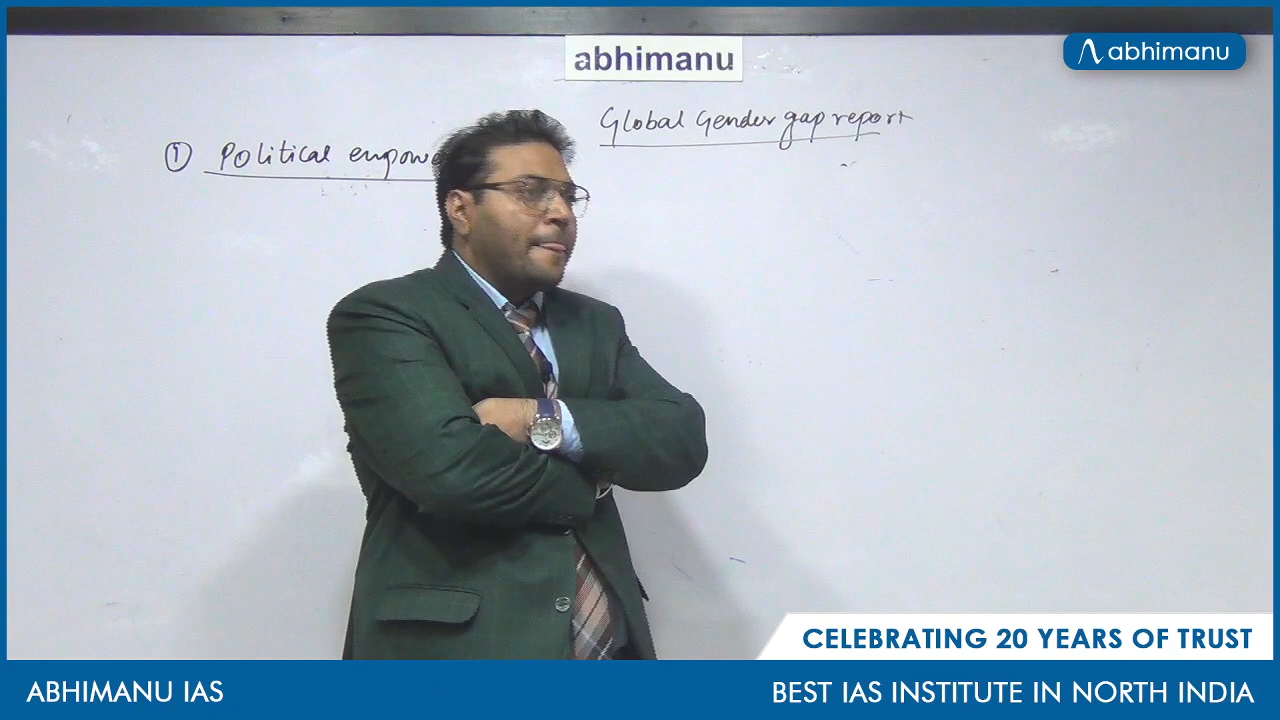 abhimanu
abhimanu
Global Gender gap report
① Political
CELEBRATING 20 YEARS OF TRUST
ABHIMANU IAS
BEST IAS INSTITUTE IN NORTH INDIA